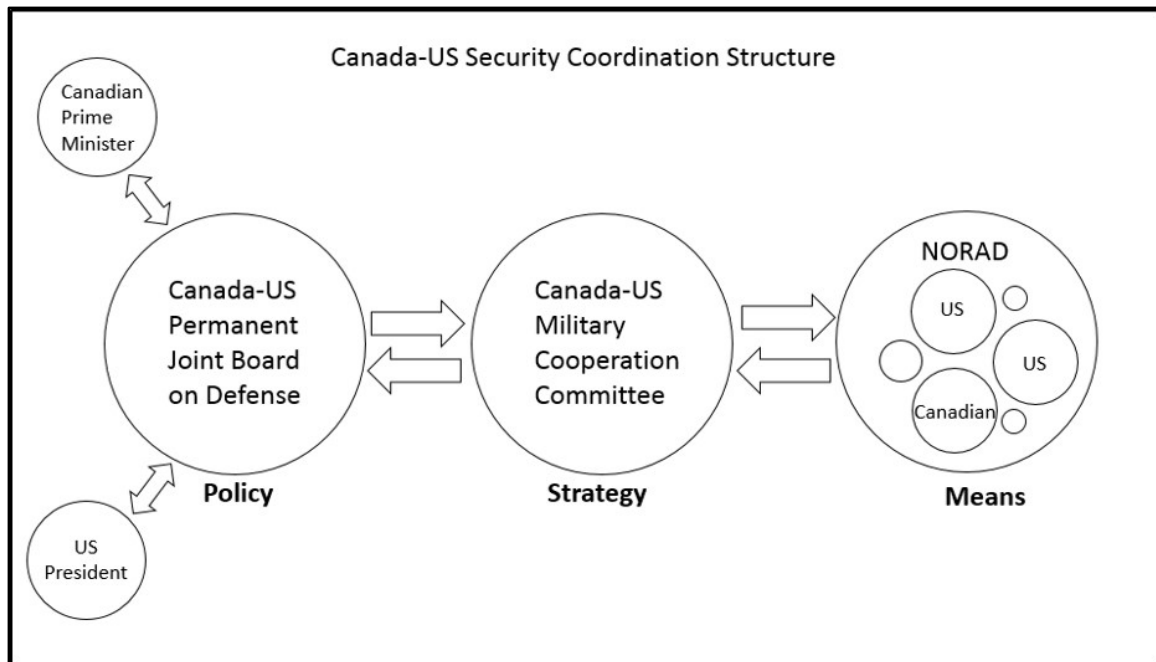 Canada-US Security Coordination Structure
Canadian
Prime
Minister
Canada-US
Permanent
Joint Board
on Defense
Policy
US
President
Canada-US
Military
Cooperation
Committee
Strategy
NORAD
US
US
Canadian
Means